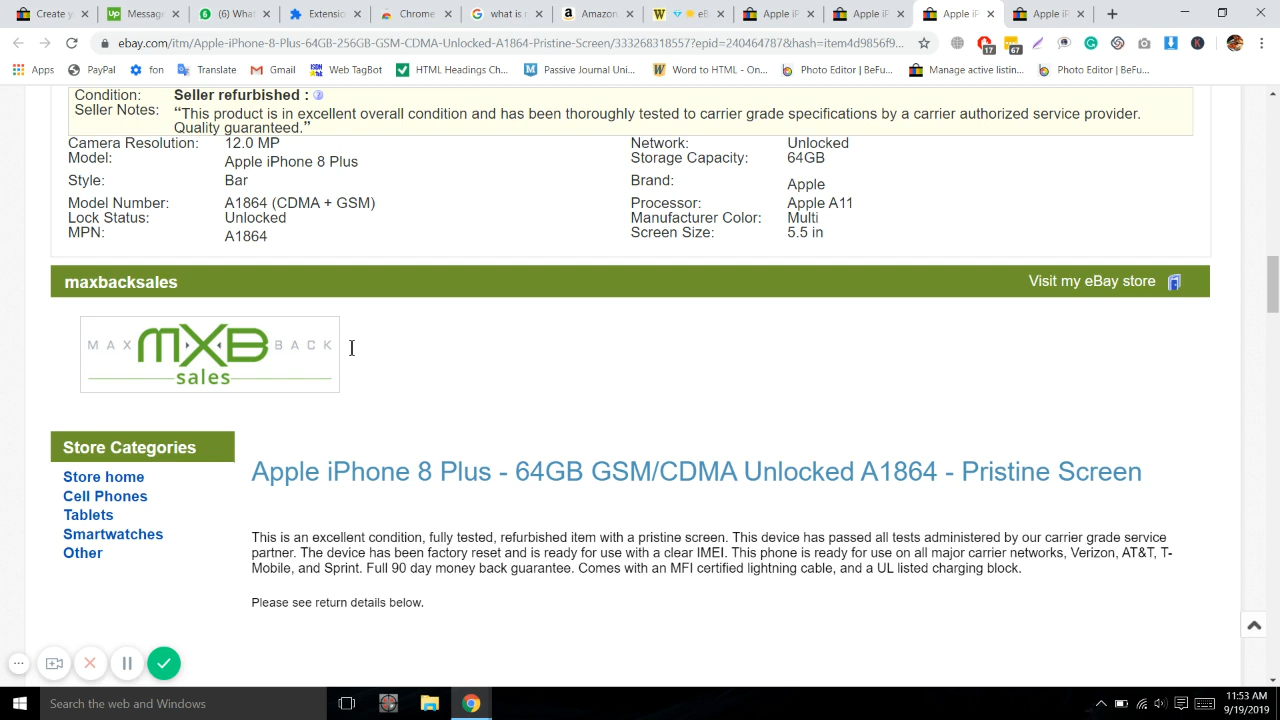 Create y
Message
(6) What
Extension
Chrome
what is r
Amazon
eB
Apple iP
Apple iP
Apple iP
Apple iP
ebay.com/itm/Apple-iPhone-8-Plus-64GB-256GB-GSM-CDMA-Unlocked-A1864-Pristine-Screen/333268318557?epid=240464787&hash=item4d9856f9...
17
67
Apps
PayPal
fon
Translate
Gmail
Web TagBot
HTML Headings Ch...
Passive Journal Uni...
Word to HTML - On...
Photo Editor | BeFu...
Manage active listin...
Photo Editor | BeFu...
Condition: Seller refurbished :
Seller Notes: “This product is in excellent overall condition and has been thoroughly tested to carrier grade specifications by a carrier authorized service provider.
Quality guaranteed.”
Camera Resolution: 12.0 MP Network: Unlocked
Model: Apple iPhone 8 Plus Storage Capacity: 64GB
Style: Bar Brand: Apple
Model Number: A1864 (CDMA + GSM) Processor: Apple A11
Lock Status: Unlocked Manufacturer Color: Multi
MPN: A1864 Screen Size: 5.5 in
maxbacksales Visit my eBay store
MAX MXB BACK
sales
Store Categories
Store home
Cell Phones
Tablets
Smartwatches
Other
Apple iPhone 8 Plus - 64GB GSM/CDMA Unlocked A1864 - Pristine Screen
This is an excellent condition, fully tested, refurbished item with a pristine screen. This device has passed all tests administered by our carrier grade service
partner. The device has been factory reset and is ready for use with a clear IMEI. This phone is ready for use on all major carrier networks, Verizon, AT&T, T-
Mobile, and Sprint. Full 90 day money back guarantee. Comes with an MFI certified lightning cable, and a UL listed charging block.
Please see return details below.
Search the web and Windows
11:53 AM
9/19/2019